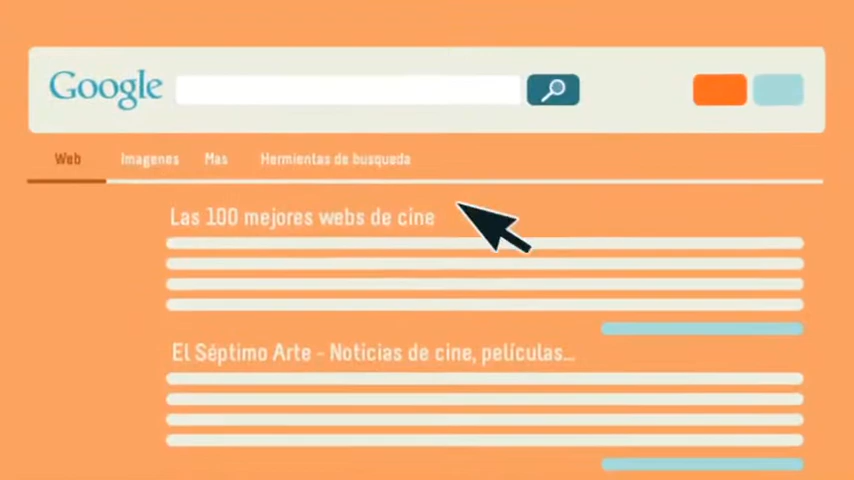 Google
Web Imagenes Mas Hermientas de busqueda
Las 100 mejores webs de cine
El Séptimo Arte - Noticias de cine, películas...